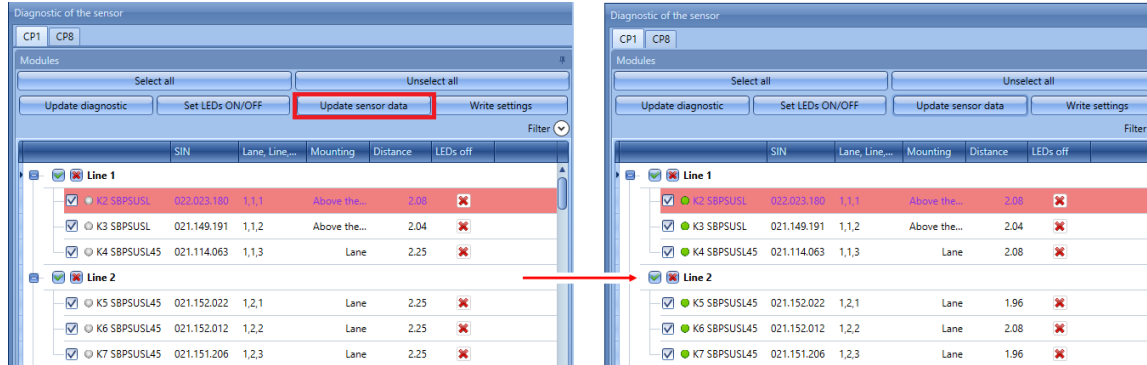 Diagnostic of the sensor
CP1 CP8
Modules
Select all Unselect all
Update diagnostic Set LEDs ON/OFF Update sensor data Write settings
Filter
SIN Lane, Line,... Mounting Distance LEDs off
Line 1
K2 SBPSUSL 022.023.180 1,1,1 Above the... 2.08
K3 SBPSUSL 021.149.191 1,1,2 Above the... 2.04
K4 SBPSUSL45 021.114.063 1,1,3 Lane 2.25
Line 2
K5 SBPSUSL45 021.152.022 1,2,1 Lane 2.25
K6 SBPSUSL45 021.152.012 1,2,2 Lane 2.25
K7 SBPSUSL45 021.151.206 1,2,3 Lane 2.25
Diagnostic of the sensor
CP1 CP8
Modules
Select all Unselect all
Update diagnostic Set LEDs ON/OFF Update sensor data Write settings
Filter
SIN Lane, Line,... Mounting Distance LEDs off
Line 1
K2 SBPSUSL 022.023.180 1,1,1 Above the... 2.08
K3 SBPSUSL 021.149.191 1,1,2 Above the... 2.04
K4 SBPSUSL45 021.114.063 1,1,3 Lane 2.08
Line 2
K5 SBPSUSL45 021.152.022 1,2,1 Lane 1.96
K6 SBPSUSL45 021.152.012 1,2,2 Lane 2.08
K7 SBPSUSL45 021.151.206 1,2,3 Lane 1.96